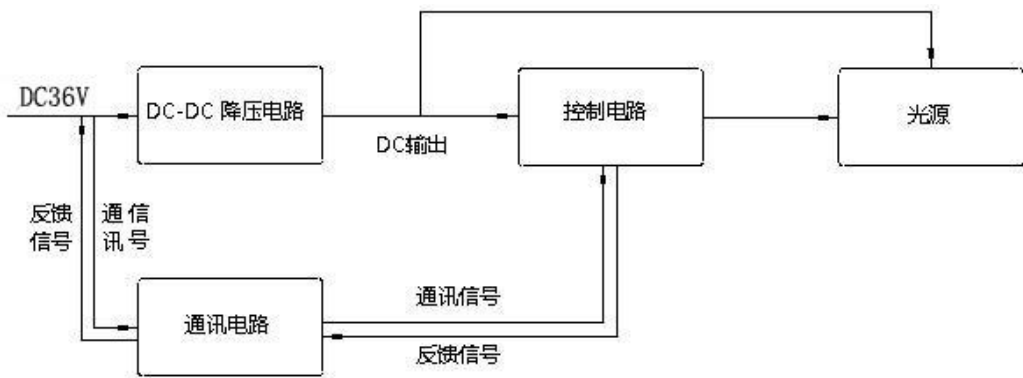 DC36V
DC-DC 降压电路
DC输出
控制电路
光源
反馈
信号
通信
讯号
通讯电路
通讯信号
反馈信号